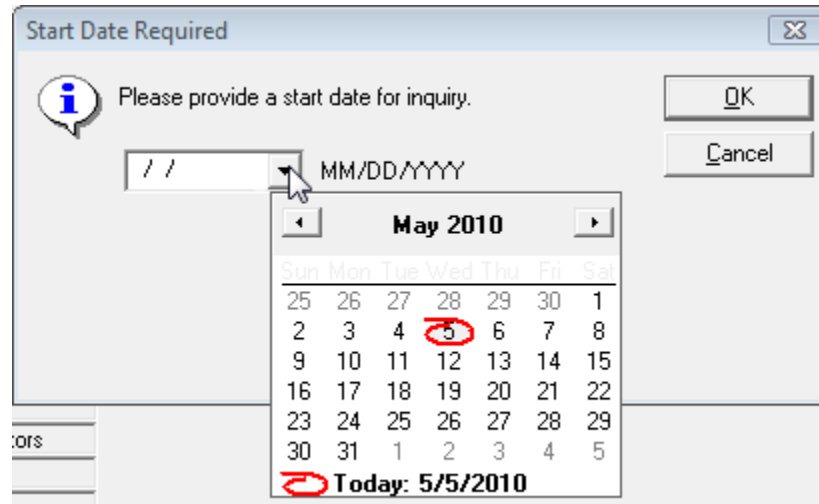 Start Date Required
Please provide a start date for inquiry.
OK
Cancel
/ / MM/DD/YYYY
May 2010
Sun Mon Tue Wed Thu Fri Sat
25 26 27 28 29 30 1
2 3 4 5 6 7 8
9 10 11 12 13 14 15
16 17 18 19 20 21 22
23 24 25 26 27 28 29
30 31 1 2 3 4 5
Today: 5/5/2010
tors